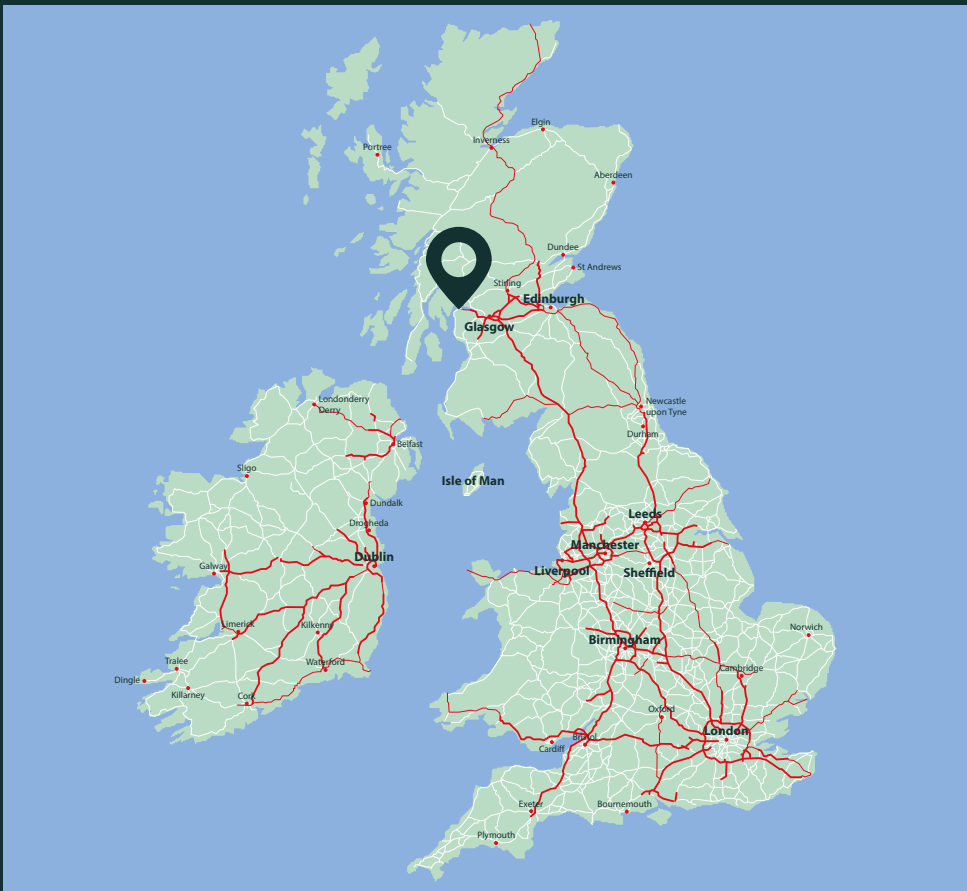 Elgin
Inverness
Portree
Aberdeen
Dundee
St Andrews
Stirling
Edinburgh
Glasgow
Londonderry
Derry
Newcastle
upon Tyne
Durham
Belfast
Sligo
Isle of Man
Dundalk
Leeds
Drogheda
Manchester
Dublin
Galway
Liverpool
Sheffield
Limerick
Kilkenny
Norwich
Birmingham
Tralee
Waterford
Cambridge
Dingle
Killarney
Cork
Oxford
London
Bristol
Cardiff
Exeter
Bournemouth
Plymouth